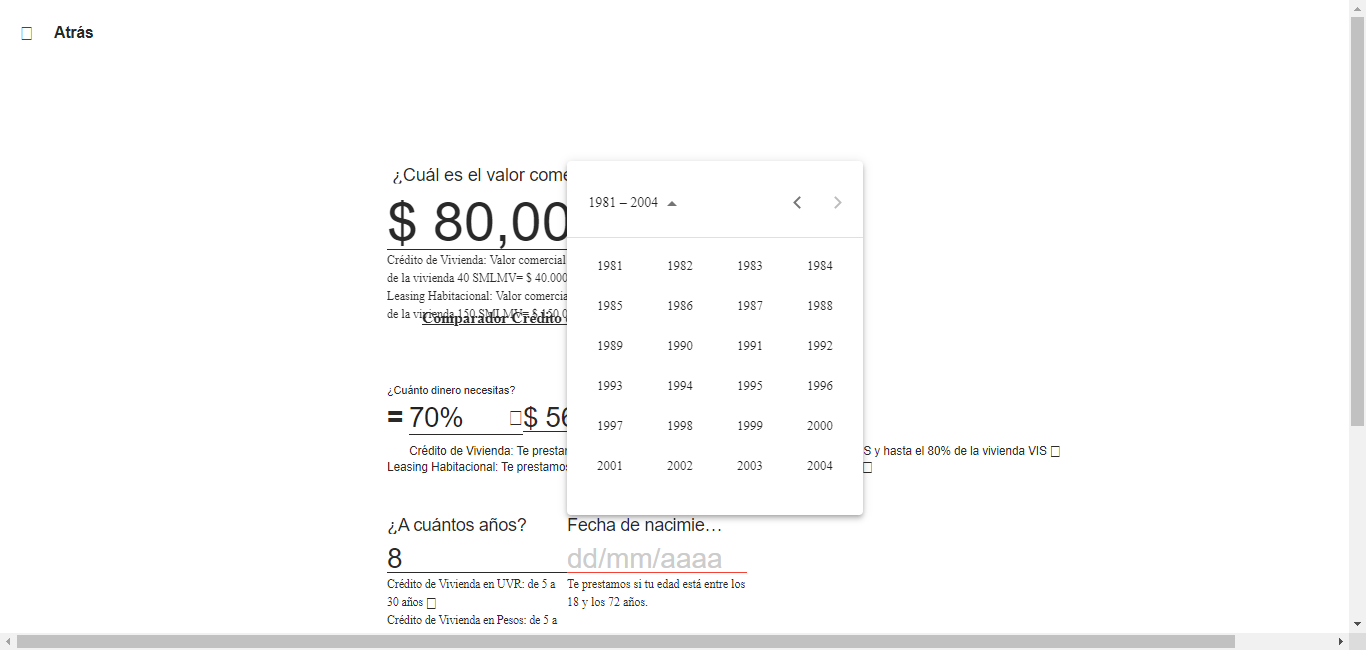 Atrás
¿Cuál es el valor come
$ 80,00
Crédito de Vivienda: Valor comercial
de la vivienda 40 SMLMV= $ 40.000
Leasing Habitacional: Valor comercia
de la vivienda 150 SMLMV= $ 150.0
Comparador Crédito
1981 – 2004
1981 1982 1983 1984
1985 1986 1987 1988
1989 1990 1991 1992
1993 1994 1995 1996
1997 1998 1999 2000
2001 2002 2003 2004
¿Cuánto dinero necesitas?
= 70% $ 56
Crédito de Vivienda: Te prestar S y hasta el 80% de la vivienda VIS
Leasing Habitacional: Te prestamos
¿A cuántos años?
8
Crédito de Vivienda en UVR: de 5 a
30 años
Crédito de Vivienda en Pesos: de 5 a
Fecha de nacimie…
dd/mm/aaaa
Te prestamos si tu edad está entre los
18 y los 72 años.